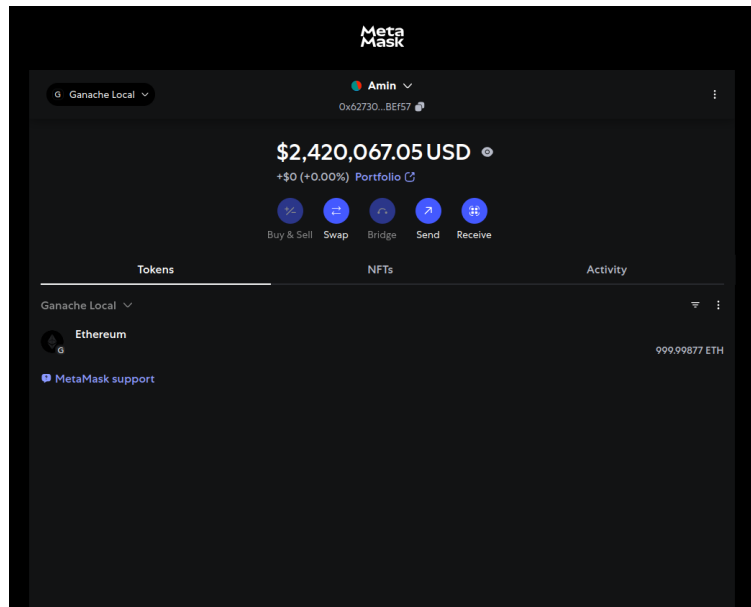 Meta
Mask
G Ganache Local
Amin
0x62730...BEf57
$2,420,067.05 USD
+$0 (+0.00%) Portfolio
Buy & Sell Swap Bridge Send Receive
Tokens NFTs Activity
Ganache Local
Ethereum
G
999.99877 ETH
MetaMask support